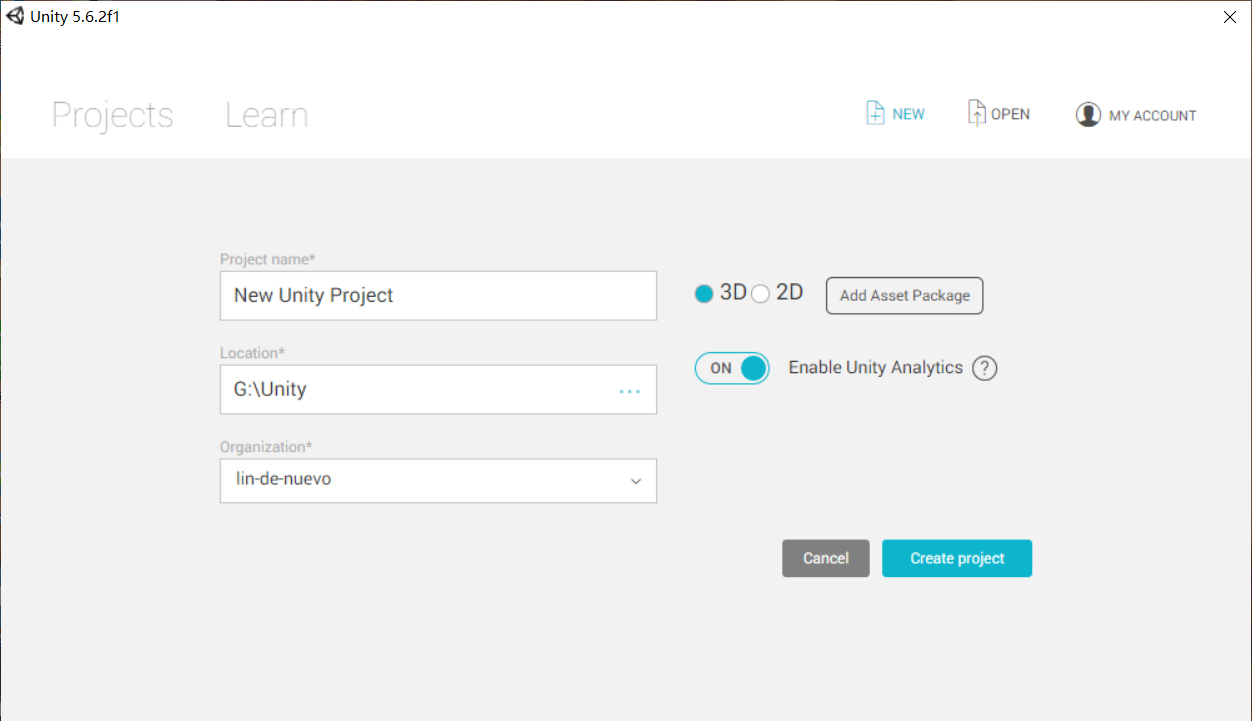 Unity 5.6.2f1
Projects Learn NEW OPEN MY ACCOUNT
Project name*
New Unity Project
3D 2D Add Asset Package
Location*
G:\Unity ...
ON Enable Unity Analytics ?
Organization*
lin-de-nuevo
Cancel Create project